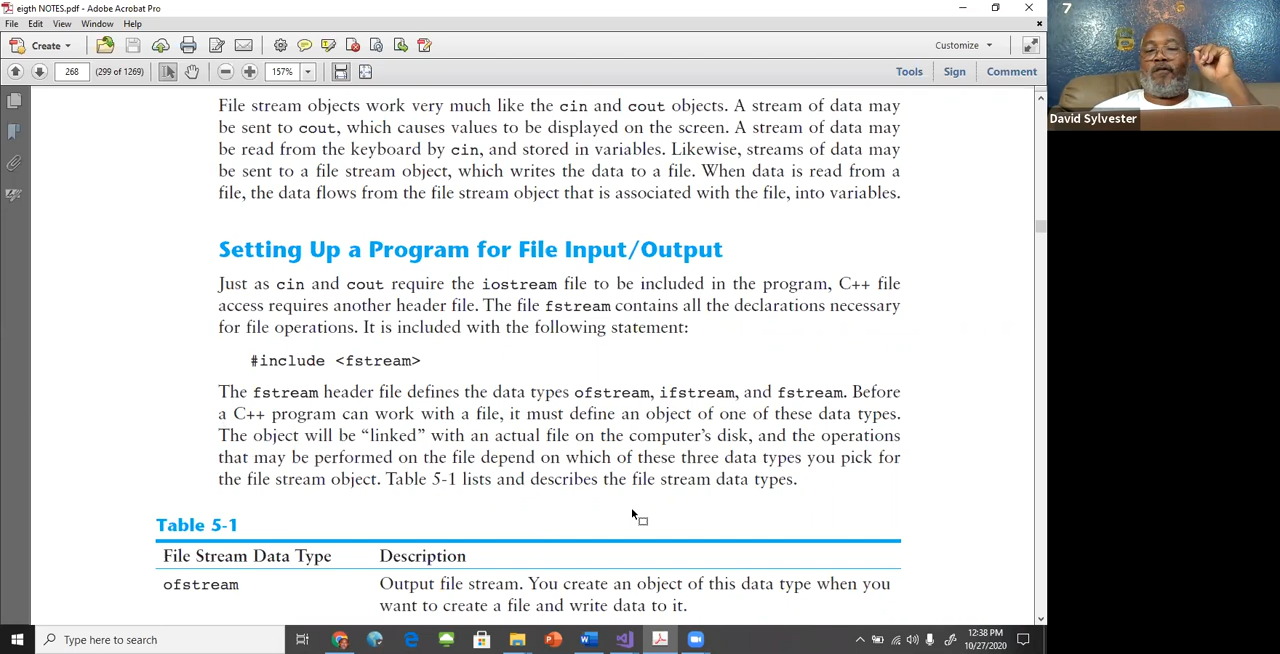 eigth NOTES.pdf - Adobe Acrobat Pro
File Edit View Window Help
Create
Customize
268 (299 of 1269) 157%
Tools Sign Comment
7
David Sylvester
File stream objects work very much like the cin and cout objects. A stream of data may
be sent to cout, which causes values to be displayed on the screen. A stream of data may
be read from the keyboard by cin, and stored in variables. Likewise, streams of data may
be sent to a file stream object, which writes the data to a file. When data is read from a
file, the data flows from the file stream object that is associated with the file, into variables.
Setting Up a Program for File Input/Output
Just as cin and cout require the iostream file to be included in the program, C++ file
access requires another header file. The file fstream contains all the declarations necessary
for file operations. It is included with the following statement:
#include <fstream>
The fstream header file defines the data types ofstream, ifstream, and fstream. Before
a C++ program can work with a file, it must define an object of one of these data types.
The object will be “linked” with an actual file on the computer’s disk, and the operations
that may be performed on the file depend on which of these three data types you pick for
the file stream object. Table 5-1 lists and describes the file stream data types.
Table 5-1
File Stream Data Type Description
ofstream Output file stream. You create an object of this data type when you
want to create a file and write data to it.
Type here to search
12:38 PM
10/27/2020